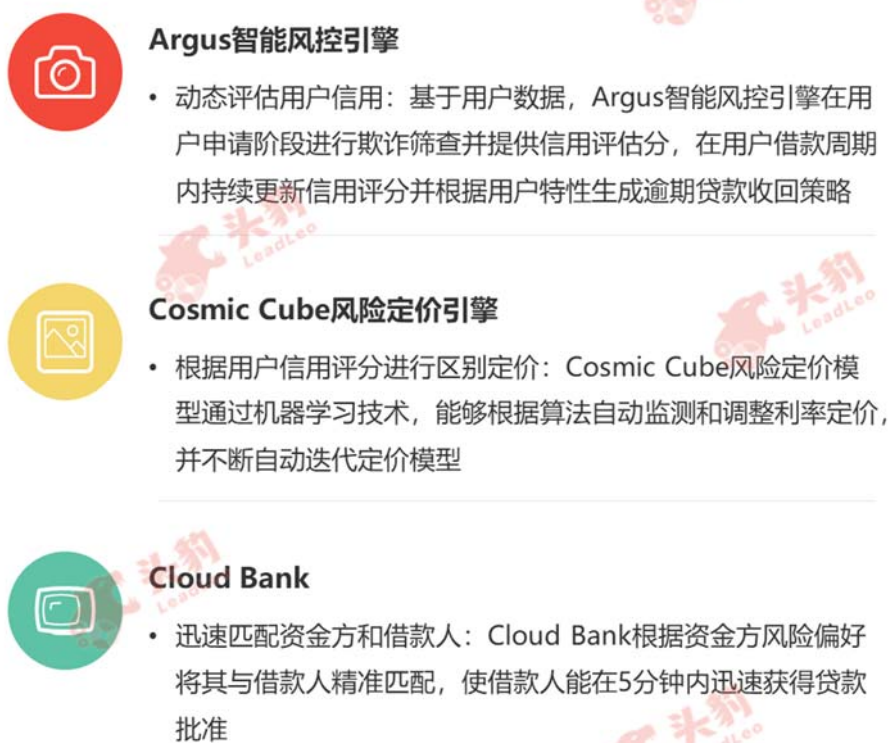 Argus智能风控引擎
• 动态评估用户信用：基于用户数据，Argus智能风控引擎在用
户申请阶段进行欺诈筛查并提供信用评估分，在用户借款周期
内持续更新信用评分并根据用户特性生成逾期贷款收回策略
头豹
LeadLeo
头豹
LeadLeo
Cosmic Cube风险定价引擎
• 根据用户信用评分进行区别定价：Cosmic Cube风险定价模
型通过机器学习技术，能够根据算法自动监测和调整利率定价，
并不断自动迭代定价模型
头豹
Cloud Bank
• 迅速匹配资金方和借款人：Cloud Bank根据资金方风险偏好
将其与借款人精准匹配，使借款人能在5分钟内迅速获得贷款
批准
头豹